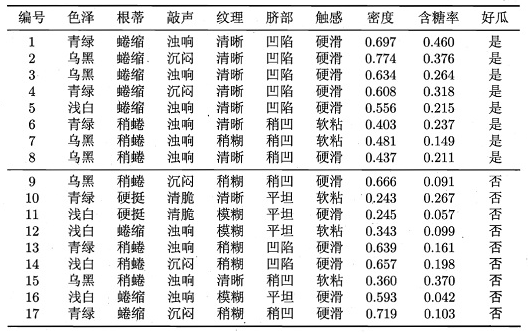 编号 色泽 根蒂 敲声 纹理 脐部 触感 密度 含糖率 好瓜
1 青绿 蜷缩 浊响 清晰 凹陷 硬滑 0.697 0.460 是
2 乌黑 蜷缩 沉闷 清晰 凹陷 硬滑 0.774 0.376 是
3 乌黑 蜷缩 浊响 清晰 凹陷 硬滑 0.634 0.264 是
4 青绿 蜷缩 沉闷 清晰 凹陷 硬滑 0.608 0.318 是
5 浅白 蜷缩 浊响 清晰 凹陷 硬滑 0.556 0.215 是
6 青绿 稍蜷 浊响 清晰 稍凹 软粘 0.403 0.237 是
7 乌黑 稍蜷 浊响 稍糊 稍凹 软粘 0.481 0.149 是
8 乌黑 稍蜷 浊响 清晰 稍凹 硬滑 0.437 0.211 是
9 乌黑 稍蜷 沉闷 稍糊 稍凹 硬滑 0.666 0.091 否
10 青绿 硬挺 清脆 清晰 平坦 软粘 0.243 0.267 否
11 浅白 硬挺 清脆 模糊 平坦 硬滑 0.245 0.057 否
12 浅白 蜷缩 浊响 模糊 平坦 软粘 0.343 0.099 否
13 青绿 稍蜷 浊响 稍糊 凹陷 硬滑 0.639 0.161 否
14 浅白 稍蜷 沉闷 稍糊 凹陷 硬滑 0.657 0.198 否
15 乌黑 稍蜷 浊响 清晰 稍凹 软粘 0.360 0.370 否
16 浅白 蜷缩 浊响 模糊 平坦 硬滑 0.593 0.042 否
17 青绿 蜷缩 沉闷 稍糊 稍凹 硬滑 0.719 0.103 否